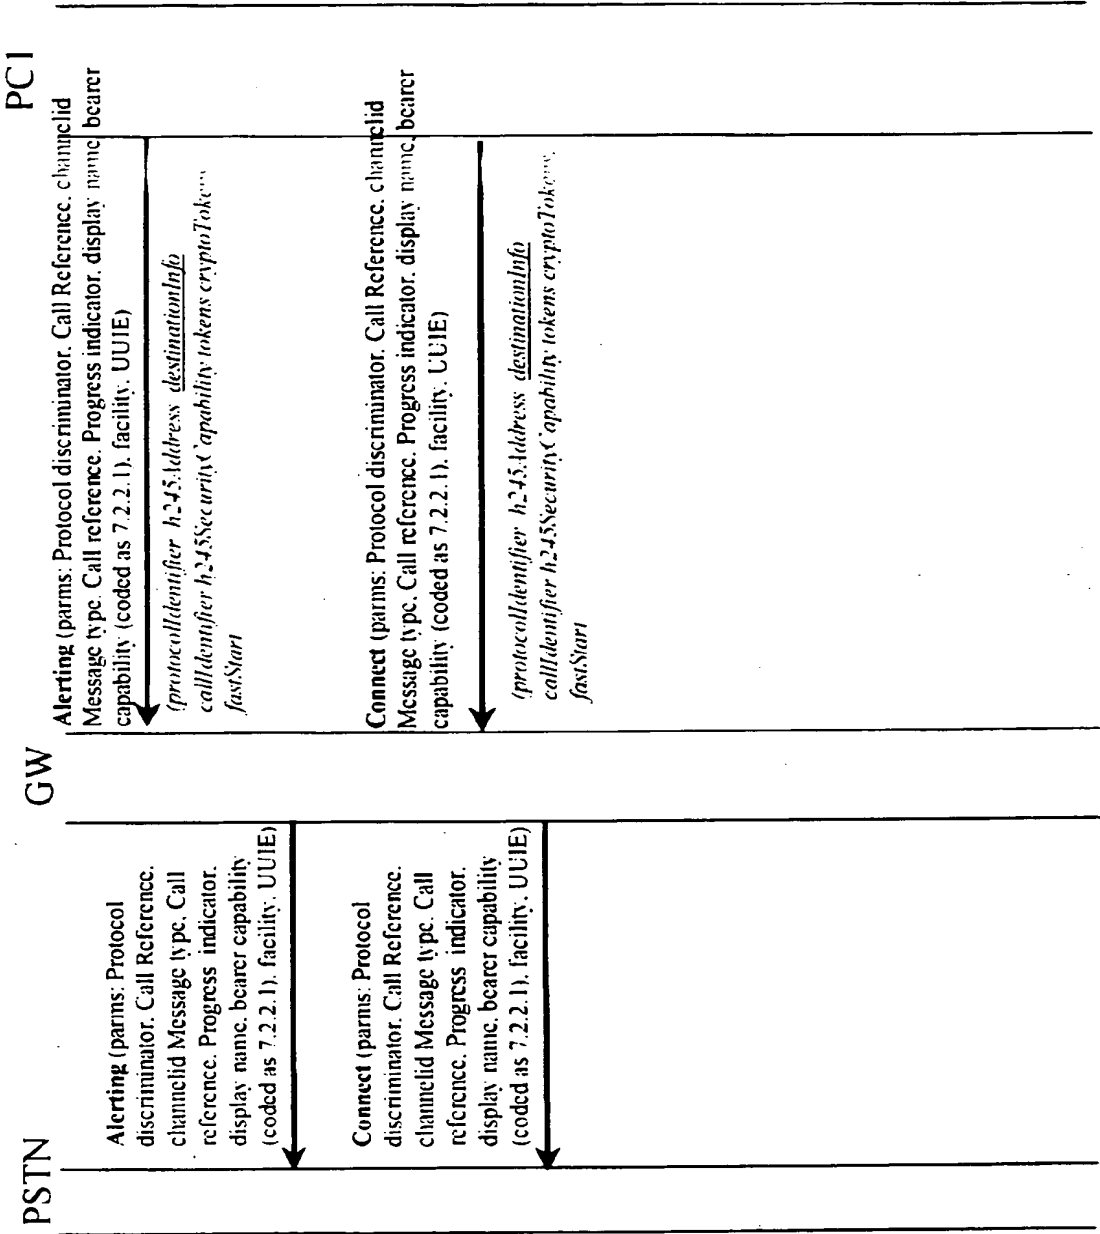 PSTN
GW
PC1
Alerting (parms: Protocol
discriminator. Call Reference.
channelid Message type. Call
reference. Progress indicator.
display name. bearer capability
(coded as 7.2.2.1). facility. UUIE)
Alerting (parms: Protocol discriminator. Call Reference. channelid
Message type. Call reference. Progress indicator. display name. bearer
capability (coded as 7.2.2.1). facility. UUIE)
(protocolIdentifier h245Address destinationInfo
callIdentifier h245SecurityCapability tokens cryptoTokens
fastStart
Connect (parms: Protocol
discriminator. Call Reference.
channelid Message type. Call
reference. Progress indicator.
display name. bearer capability
(coded as 7.2.2.1). facility. UUIE)
Connect (parms: Protocol discriminator. Call Reference. channelid
Message type. Call reference. Progress indicator. display name. bearer
capability (coded as 7.2.2.1). facility. UUIE)
(protocolIdentifier h245Address destinationInfo
callIdentifier h245SecurityCapability tokens cryptoTokens.
fastStart